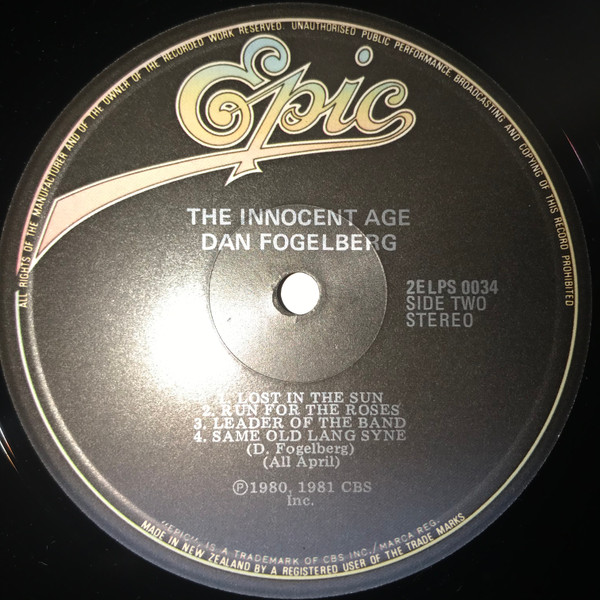 ALL RIGHTS OF THE MANUFACTURER AND OF THE OWNER OF THE RECORDED WORK RESERVED. UNAUTHORISED PUBLIC PERFORMANCE, BROADCASTING AND COPYING OF THIS RECORD PROHIBITED
Epic
THE INNOCENT AGE
DAN FOGELBERG
2ELPS 0034
SIDE TWO
STEREO
1. LOST IN THE SUN
2. RUN FOR THE ROSES
3. LEADER OF THE BAND
4. SAME OLD LANG SYNE
(D. Fogelberg)
(All April)
Ⓟ1980, 1981 CBS
Inc.
"EPIC", IS A TRADEMARK OF CBS INC./MARCA REG.
MADE IN NEW ZEALAND BY A REGISTERED USER OF THE TRADE MARKS